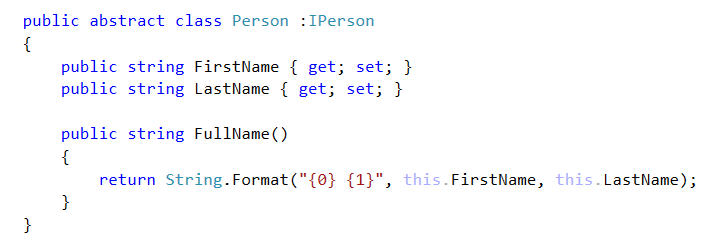 public abstract class Person :IPerson
{
    public string FirstName { get; set; }
    public string LastName { get; set; }

    public string FullName()
    {
        return String.Format("{0} {1}", this.FirstName, this.LastName);
    }
}